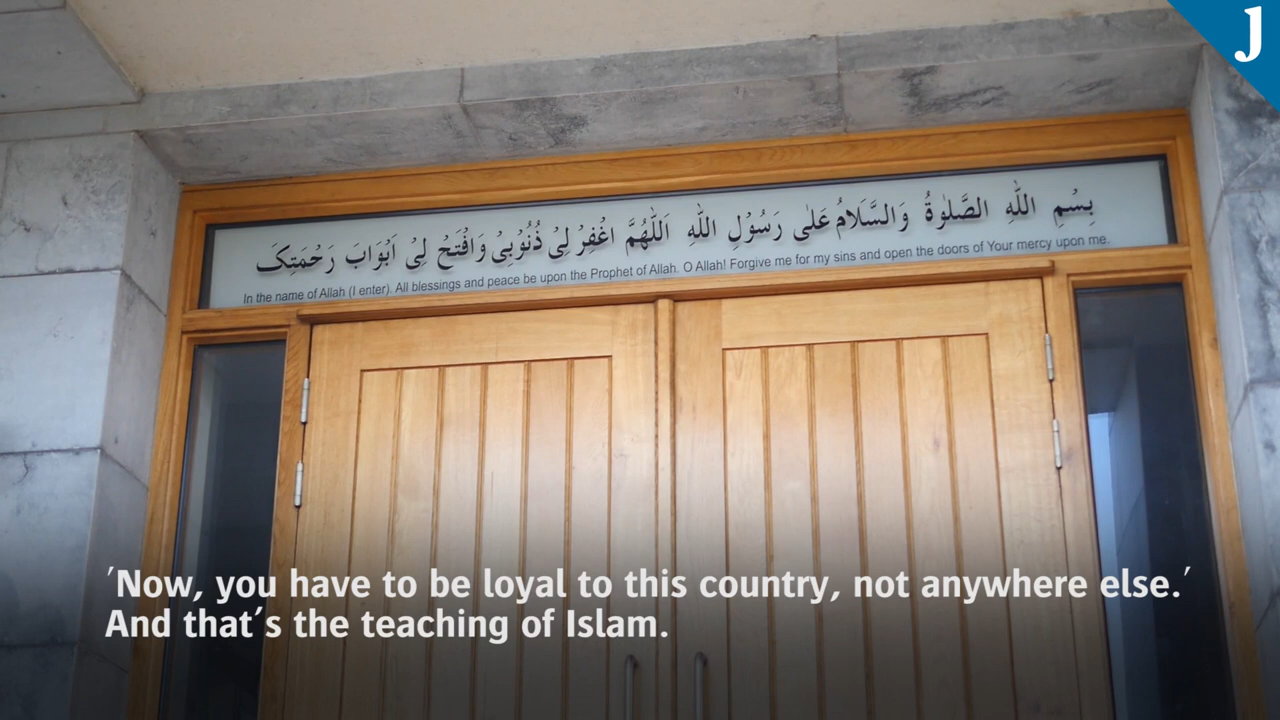 J
بِسْمِ اللّٰهِ الصَّلٰوةُ وَالسَّلَامُ عَلٰى رَسُوْلِ اللّٰهِ اَللّٰهُمَّ اغْفِرْ لِیْ ذُنُوْبِیْ وَافْتَحْ لِیْ اَبْوَابَ رَحْمَتِکَ
In the name of Allah (I enter). All blessings and peace be upon the Prophet of Allah. O Allah! Forgive me for my sins and open the doors of Your mercy upon me.
'Now, you have to be loyal to this country, not anywhere else.'
And that's the teaching of Islam.